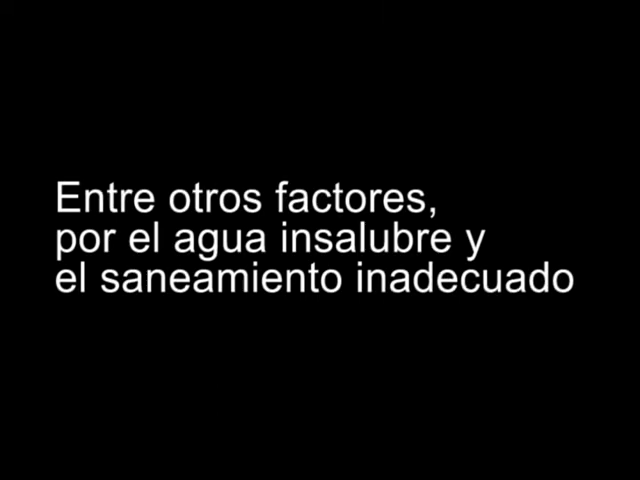 Entre otros factores,
por el agua insalubre y
el saneamiento inadecuado